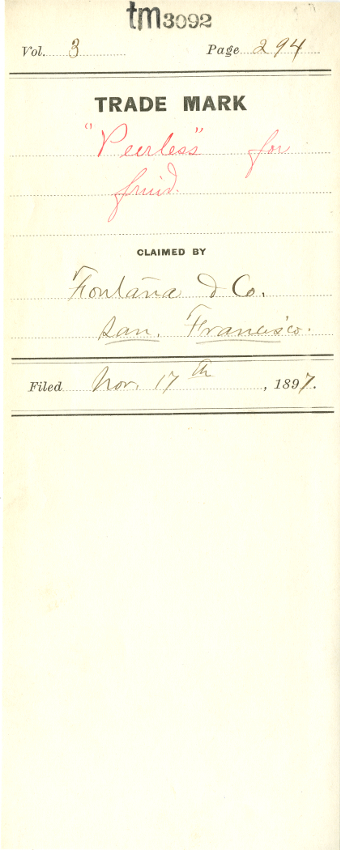 tm3092
Vol. 3 Page 294
TRADE MARK
"Peerless" for
fruit.
CLAIMED BY
Fontana & Co.
San. Francisco.
Filed Nov. 17th, 1897.